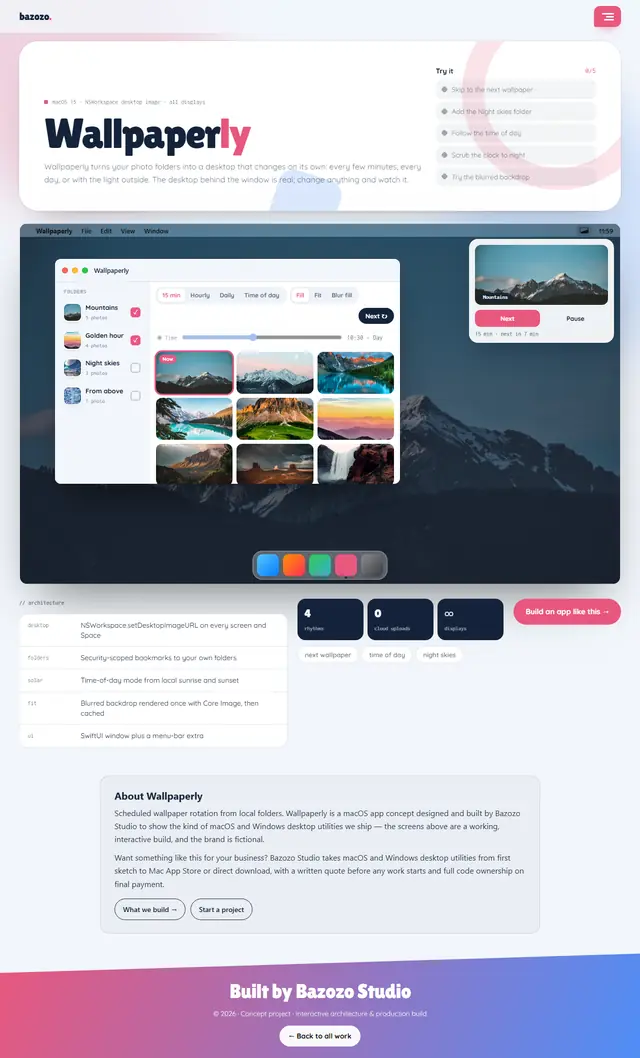 bazozo.
macOS 15 · NSWorkspace desktop image · all displays
Wallpaperly
Wallpaperly turns your photo folders into a desktop that changes on its own: every few minutes, every
day, or with the light outside. The desktop behind the window is real; change anything and watch it.
Try it
0/5
Skip to the next wallpaper
Add the Night skies folder
Follow the time of day
Scrub the clock to night
Try the blurred backdrop
Wallpaperly File Edit View Window
11:59
Wallpaperly
FOLDERS
Mountains
5 photos
Golden hour
4 photos
Night skies
3 photos
From above
1 photo
15 min Hourly Daily Time of day
Fill Fit Blur fill
Next ↻
Time
10:30 · Day
Now
Mountains
Next
Pause
15 min · next in 7 min
// architecture
desktop NSWorkspace.setDesktopImageURL on every screen and
Space
folders Security-scoped bookmarks to your own folders
solar Time-of-day mode from local sunrise and sunset
fit Blurred backdrop rendered once with Core Image, then
cached
ui SwiftUI window plus a menu-bar extra
4
rhythms
0
cloud uploads
∞
displays
next wallpaper
time of day
night skies
Build an app like this →
About Wallpaperly
Scheduled wallpaper rotation from local folders. Wallpaperly is a macOS app concept designed and built by Bazozo
Studio to show the kind of macOS and Windows desktop utilities we ship — the screens above are a working,
interactive build, and the brand is fictional.
Want something like this for your business? Bazozo Studio takes macOS and Windows desktop utilities from first
sketch to Mac App Store or direct download, with a written quote before any work starts and full code ownership on
final payment.
What we build →
Start a project
Built by Bazozo Studio
© 2026 · Concept project · Interactive architecture & production build
← Back to all work